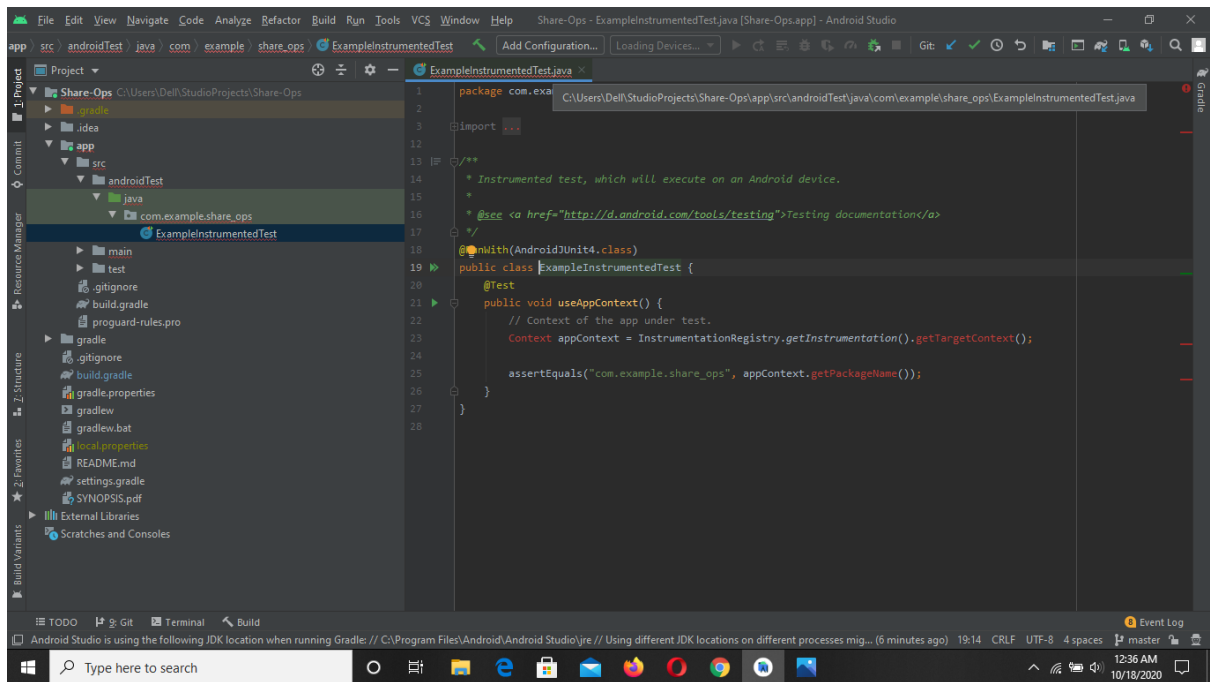 File Edit View Navigate Code Analyze Refactor Build Run Tools VCS Window Help Share-Ops - ExampleInstrumentedTest.java [Share-Ops.app] - Android Studio
app src androidTest java com example share_ops ExampleInstrumentedTest Add Configuration... Loading Devices... Git:
Project
ExampleInstrumentedTest.java
Share-Ops C:\Users\Dell\StudioProjects\Share-Ops
.gradle
.idea
app
src
androidTest
java
com.example.share_ops
ExampleInstrumentedTest
main
test
.gitignore
build.gradle
proguard-rules.pro
gradle
.gitignore
build.gradle
gradle.properties
gradlew
gradlew.bat
local.properties
README.md
settings.gradle
SYNOPSIS.pdf
External Libraries
Scratches and Consoles
1: Project
Commit
Resource Manager
Z: Structure
2: Favorites
Build Variants
1 package com.exa
C:\Users\Dell\StudioProjects\Share-Ops\app\src\androidTest\java\com\example\share_ops\ExampleInstrumentedTest.java
2
3 import ...
12
13 /**
14 * Instrumented test, which will execute on an Android device.
15 *
16 * @see <a href="http://d.android.com/tools/testing">Testing documentation</a>
17 */
18 @RunWith(AndroidJUnit4.class)
19 public class ExampleInstrumentedTest {
20 @Test
21 public void useAppContext() {
22 // Context of the app under test.
23 Context appContext = InstrumentationRegistry.getInstrumentation().getTargetContext();
24
25 assertEquals("com.example.share_ops", appContext.getPackageName());
26 }
27 }
28
Gradle
TODO 9: Git Terminal Build
8 Event Log
Android Studio is using the following JDK location when running Gradle: // C:\Program Files\Android\Android Studio\jre // Using different JDK locations on different processes mig... (6 minutes ago) 19:14 CRLF UTF-8 4 spaces master
Type here to search
12:36 AM
10/18/2020